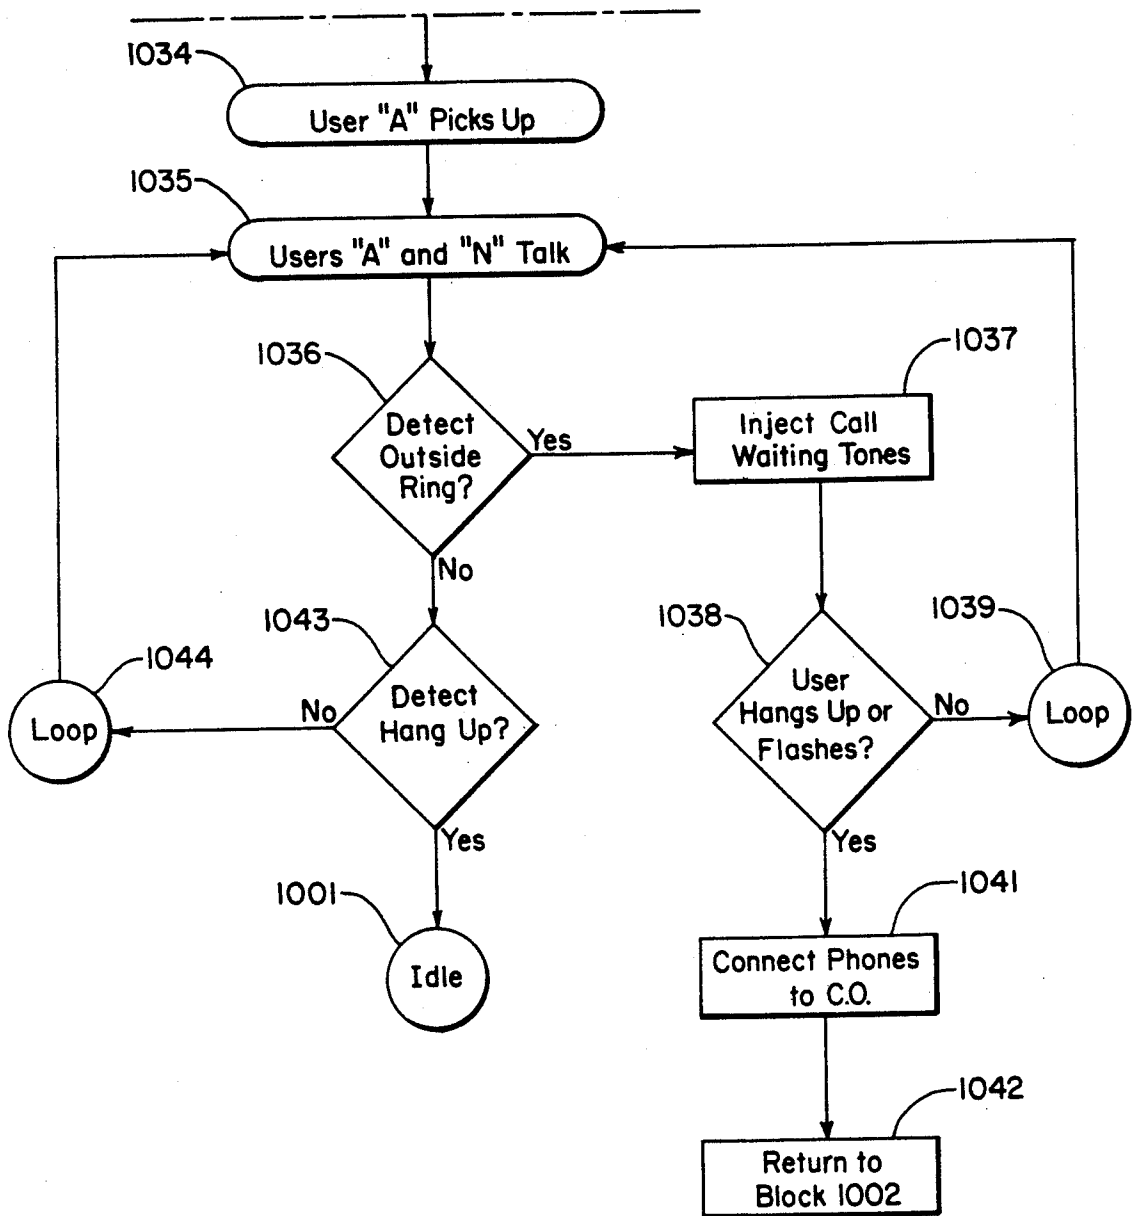 1034
User "A" Picks Up
1035
Users "A" and "N" Talk
1036
Detect
Outside
Ring?
Yes
No
1037
Inject Call
Waiting Tones
1038
User
Hangs Up or
Flashes?
No
Yes
1039
Loop
1043
Detect
Hang Up?
No
Yes
1044
Loop
1001
Idle
1041
Connect Phones
to C.O.
1042
Return to
Block 1002